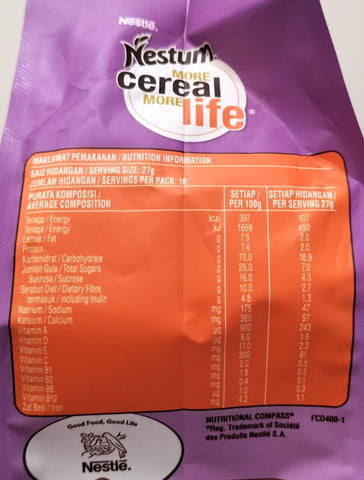 Nestlé.
Nestum
MORE
cereal
MORE life®
MAKLUMAT PEMAKANAN / NUTRITION INFORMATION
SAIZ HIDANGAN / SERVING SIZE: 27g
JUMLAH HIDANGAN / SERVINGS PER PACK: 10
PURATA KOMPOSISI / SETIAP / SETIAP HIDANGAN /
AVERAGE COMPOSITION PER 100g PER SERVING 27g
Tenaga / Energy kcal 397 107
Tenaga / Energy kJ 1668 450
Lemak / Fat g 7.5 2.0
Protein g 7.4 2.0
Karbohidrat / Carbohydrate g 70.0 18.9
Jumlah Gula / Total Sugars g 26.0 7.0
Sukrosa / Sucrose g 16.0 4.3
Serabut Diet / Dietary Fibre g 10.0 2.7
termasuk / including Inulin g 4.8 1.3
Natrium / Sodium mg 175 47
Kalsium / Calcium mg 360 97
Vitamin A µg 900 243
Vitamin D µg 6.0 1.6
Vitamin E mg 11.0
Vitamin C mg 300 81
Vitamin B1 mg 2.0
Vitamin B2 mg 1.8 0.5
Vitamin B6 mg 0.4 0.1
Vitamin B12 1.0 0.3
Zat Besi / Iron mg 4.2 1.1
NUTRITIONAL COMPASS® FCD400-1
®Reg. Trademark of Société
des Produits Nestlé S.A.
Good Food, Good Life
Nestlé.